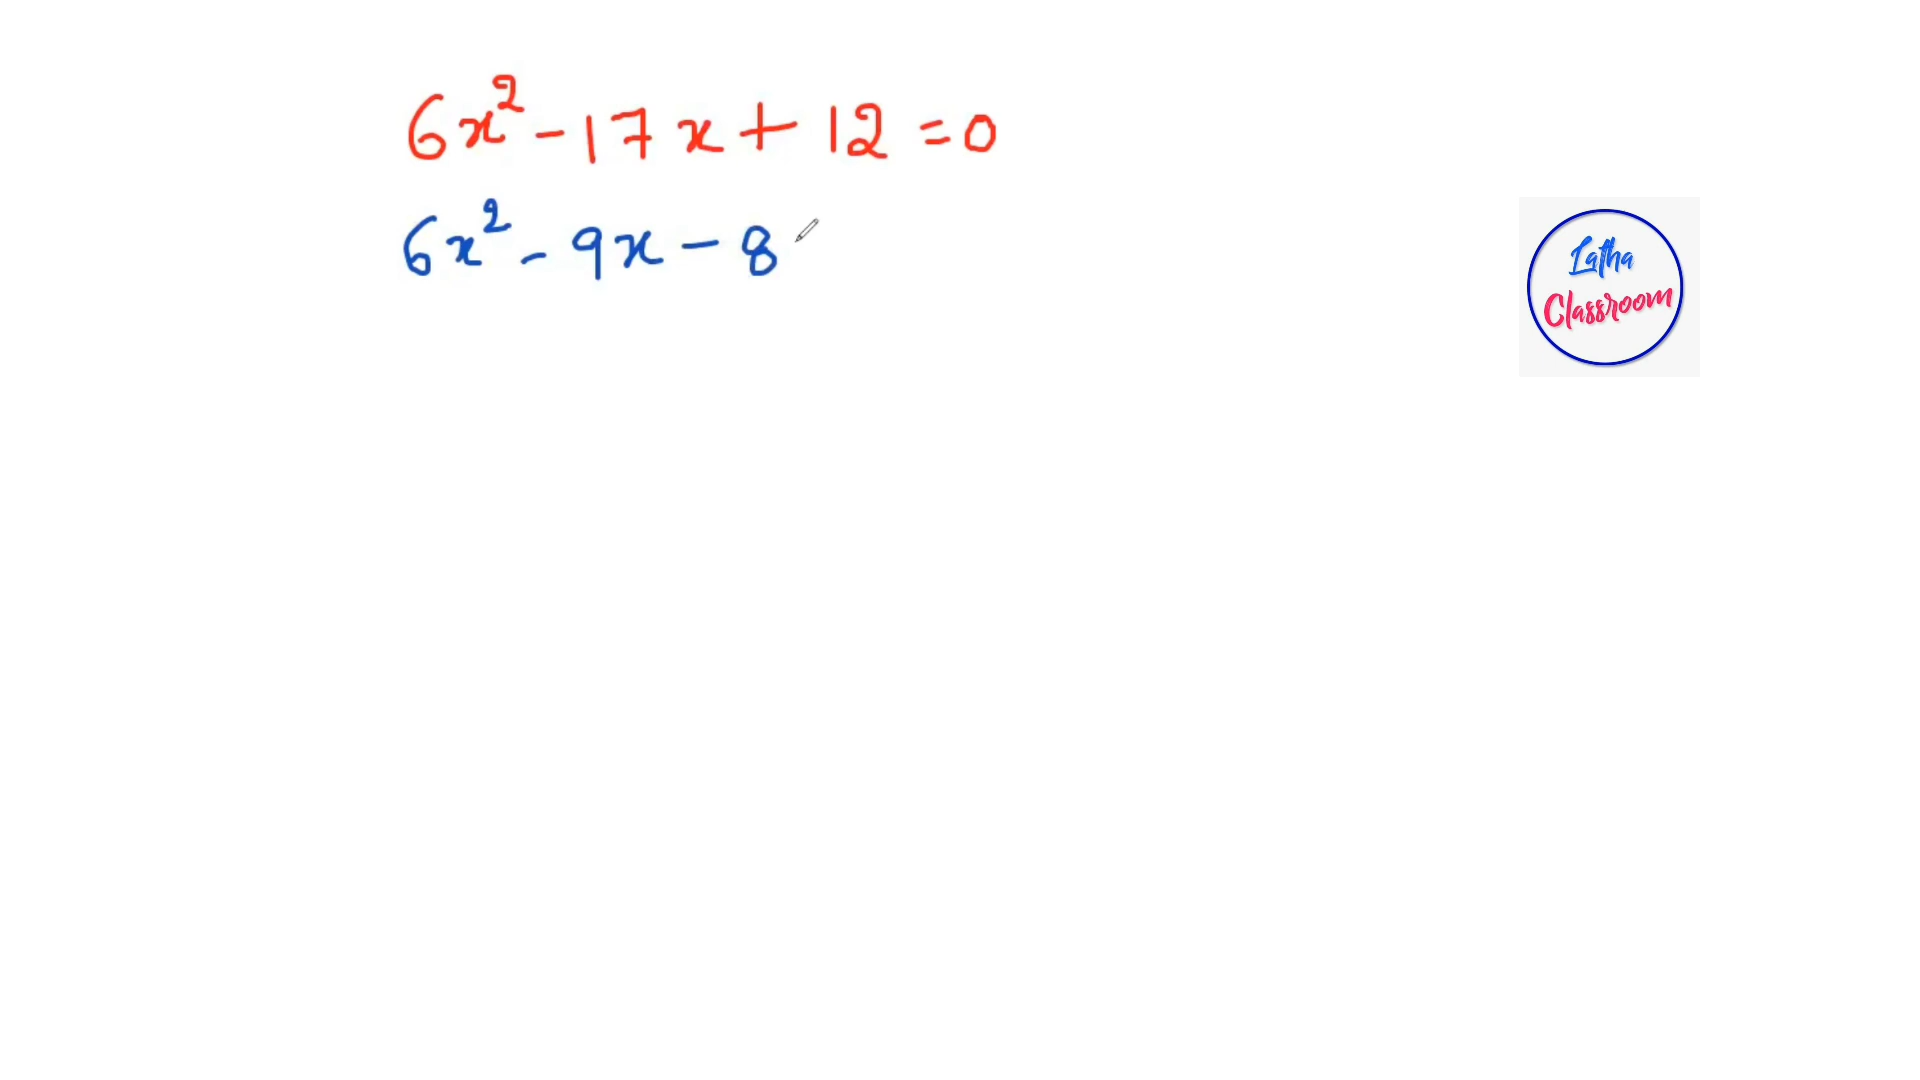 6x² - 17x + 12 = 0
6x² - 9x - 8
Latha
Classroom